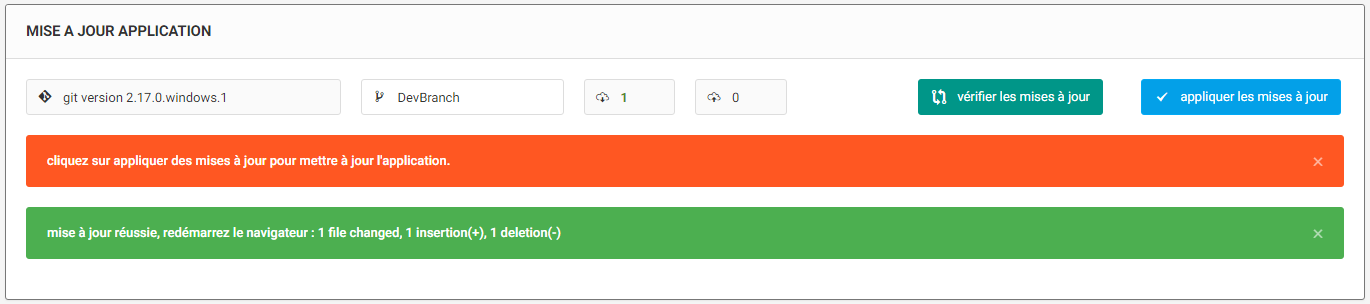 MISE A JOUR APPLICATION
git version 2.17.0.windows.1
DevBranch
1
0
vérifier les mises à jour
appliquer les mises à jour
cliquez sur appliquer des mises à jour pour mettre à jour l'application.
mise à jour réussie, redémarrez le navigateur : 1 file changed, 1 insertion(+), 1 deletion(-)